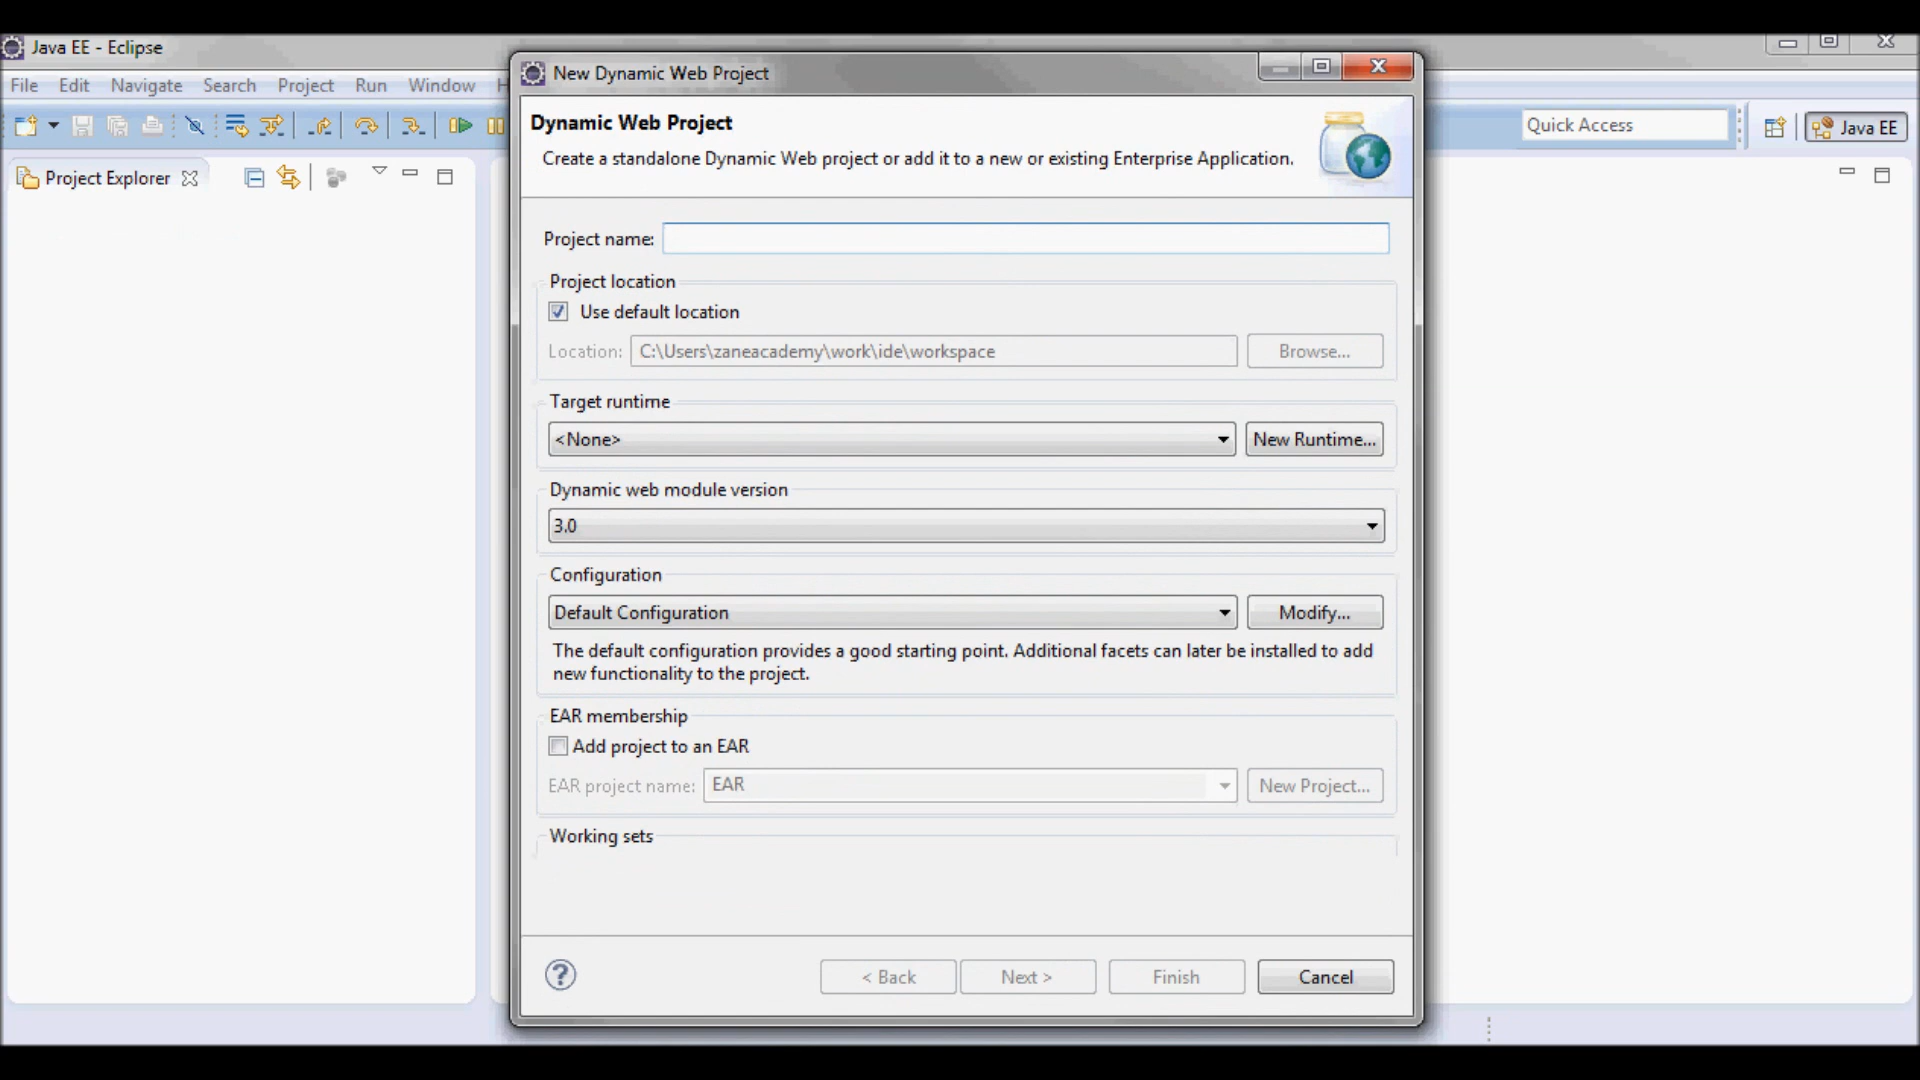 Java EE - Eclipse
File Edit Navigate Search Project Run Window H
Quick Access
Java EE
Project Explorer
New Dynamic Web Project
Dynamic Web Project
Create a standalone Dynamic Web project or add it to a new or existing Enterprise Application.
Project name:
Project location
Use default location
Location: C:\Users\zaneacademy\work\ide\workspace Browse...
Target runtime
<None> New Runtime...
Dynamic web module version
3.0
Configuration
Default Configuration Modify...
The default configuration provides a good starting point. Additional facets can later be installed to add
new functionality to the project.
EAR membership
Add project to an EAR
EAR project name: EAR New Project...
Working sets
? < Back Next > Finish Cancel